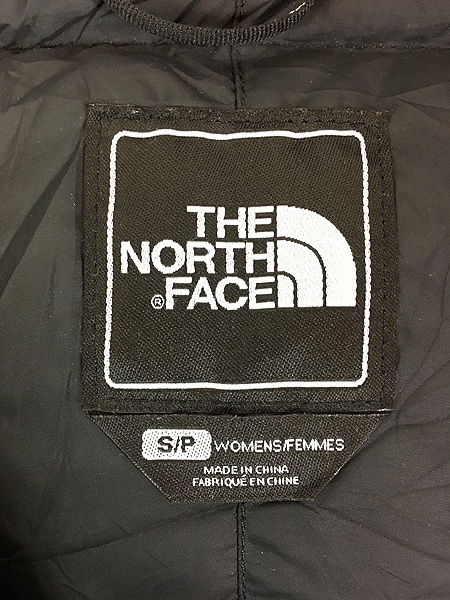 THE
NORTH
®FACE
S/P WOMENS/FEMMES
MADE IN CHINA
FABRIQUÉ EN CHINE